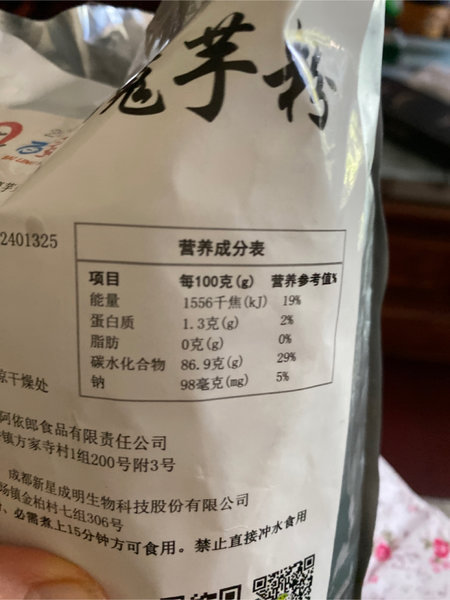 魔芋粉
2401325
营养成分表
项目 每100克(g) 营养参考值%
能量 1556千焦(kJ) 19%
蛋白质 1.3克(g) 2%
脂肪 0克(g) 0%
碳水化合物 86.9克(g) 29%
钠 98毫克(mg) 5%
凉干燥处
阿依郎食品有限责任公司
镇方家寺村1组200号附3号
成都新星成明生物科技股份有限公司
场镇金柏村七组306号
必需煮上15分钟方可食用。禁止直接冲水食用